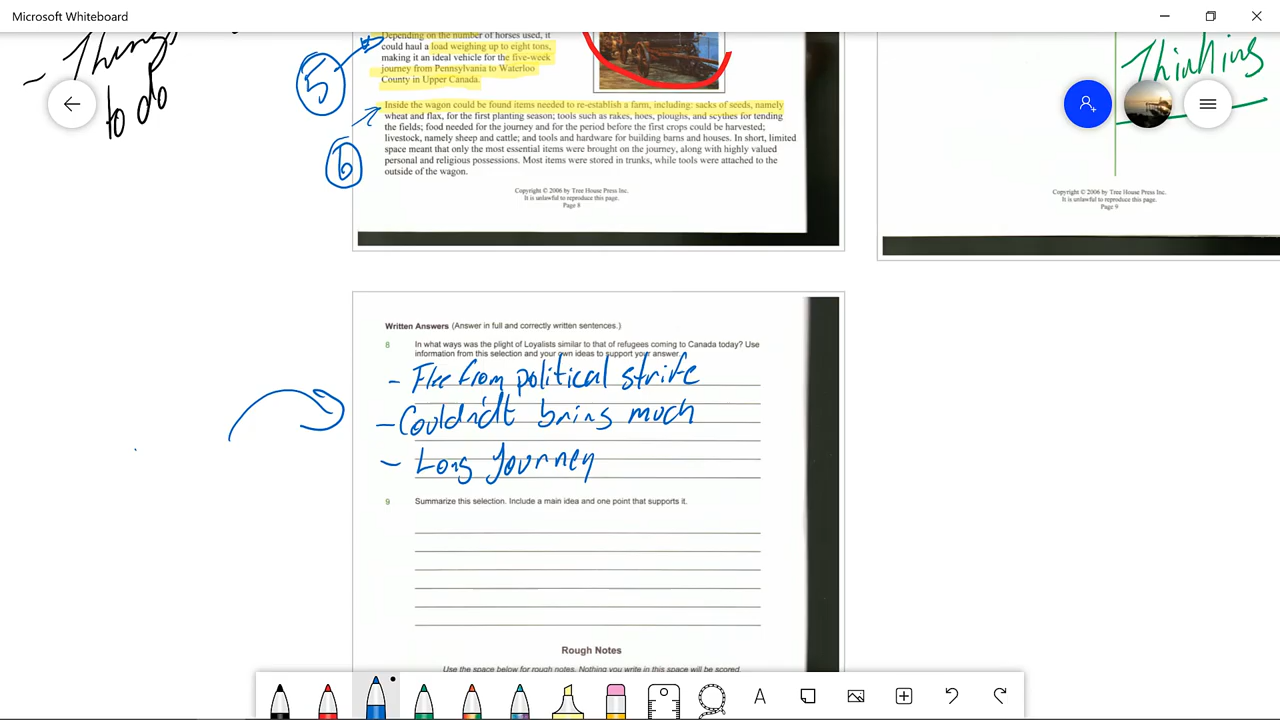 Microsoft Whiteboard
- Things
to do
5
Depending on the number of horses used, it
could haul a load weighing up to eight tons,
making it an ideal vehicle for the five-week
journey from Pennsylvania to Waterloo
County in Upper Canada.
6
Inside the wagon could be found items needed to re-establish a farm, including: sacks of seeds, namely
wheat and flax, for the first planting season; tools such as rakes, hoes, ploughs, and scythes for tending
the fields; food needed for the journey and for the period before the first crops could be harvested;
livestock, namely sheep and cattle; and tools and hardware for building barns and houses. In short, limited
space meant that only the most essential items were brought on the journey, along with highly valued
personal and religious possessions. Most items were stored in trunks, while tools were attached to the
outside of the wagon.
Copyright © 2006 by Tree House Press Inc.
It is unlawful to reproduce this page.
Page 8
Thinking
Copyright © 2006 by Tree House Press Inc.
It is unlawful to reproduce this page.
Page 9
Written Answers (Answer in full and correctly written sentences.)
8 In what ways was the plight of Loyalists similar to that of refugees coming to Canada today? Use
information from this selection and your own ideas to support your answer.
- Flee from political strife
- Couldn't bring much
- Long Journey
9 Summarize this selection. Include a main idea and one point that supports it.
Rough Notes
Use the space below for rough notes. Nothing you write in this space will be scored.
A